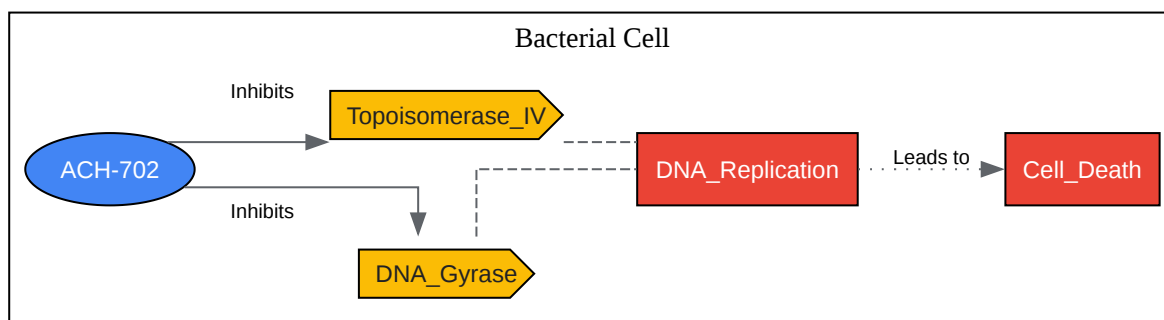 Bacterial Cell
Inhibits
Topoisomerase_IV
ACH-702
DNA_Replication
Leads to
Cell_Death
Inhibits
DNA_Gyrase